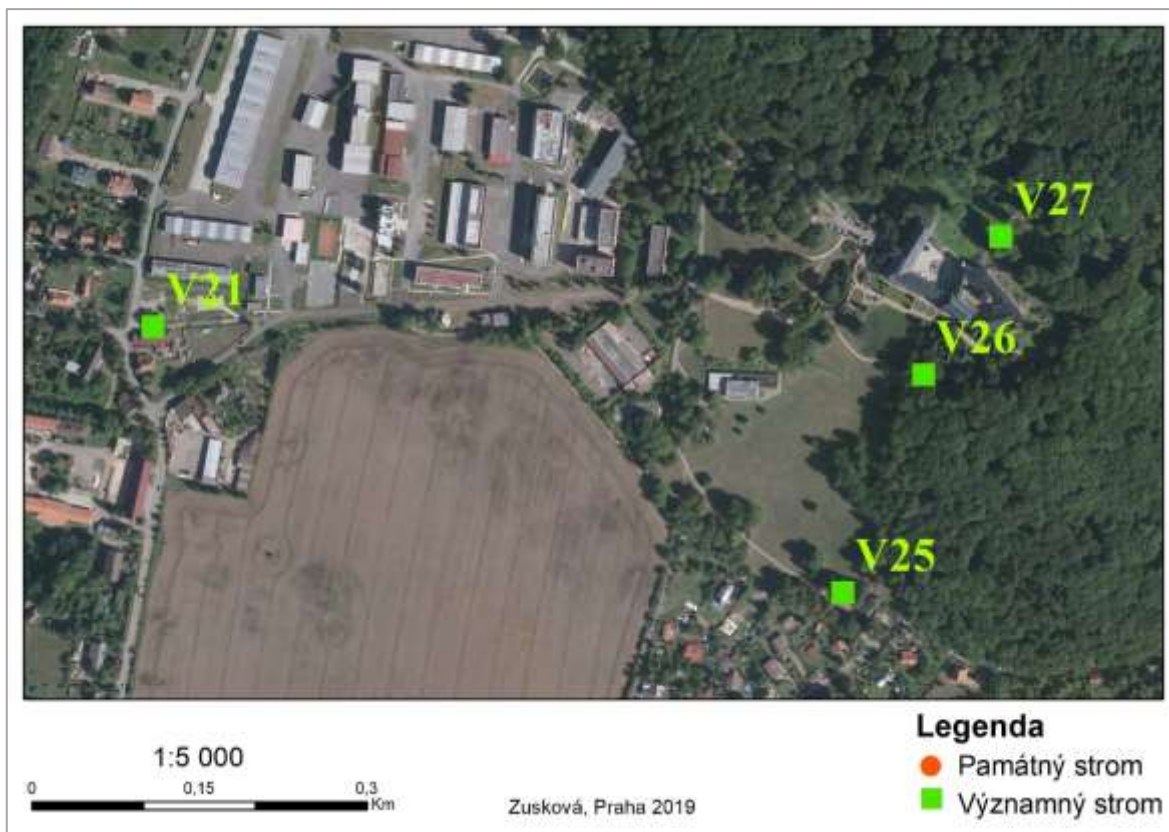 V27
V21
V26
V25
Legenda
1:5 000
Památný strom
0 0,15 0,3
Km
Zusková, Praha 2019
Významný strom